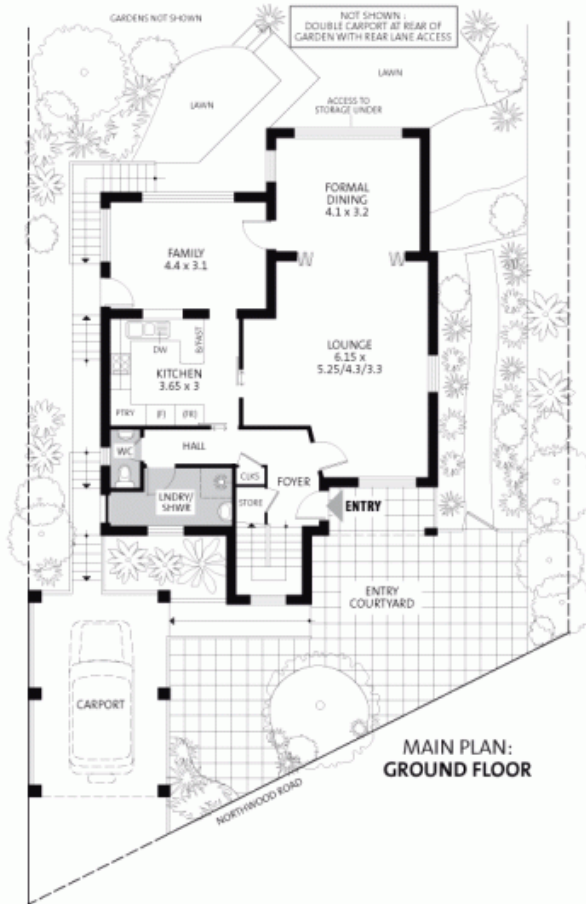 GARDENS NOT SHOWN
NOT SHOWN :
DOUBLE CARPORT AT REAR OF
GARDEN WITH REAR LANE ACCESS
LAWN
LAWN
ACCESS TO
STORAGE UNDER
FORMAL
DINING
4.1 x 3.2
FAMILY
4.4 x 3.1
LOUNGE
6.15 x
5.25/4.3/3.3
DW
B/FAST
KITCHEN
3.65 x 3
PTRY
(F)
(FR)
HALL
WC
CLKS
FOYER
LNDRY/
SHWR
STORE
ENTRY
ENTRY
COURTYARD
CARPORT
MAIN PLAN:
GROUND FLOOR
NORTHWOOD ROAD